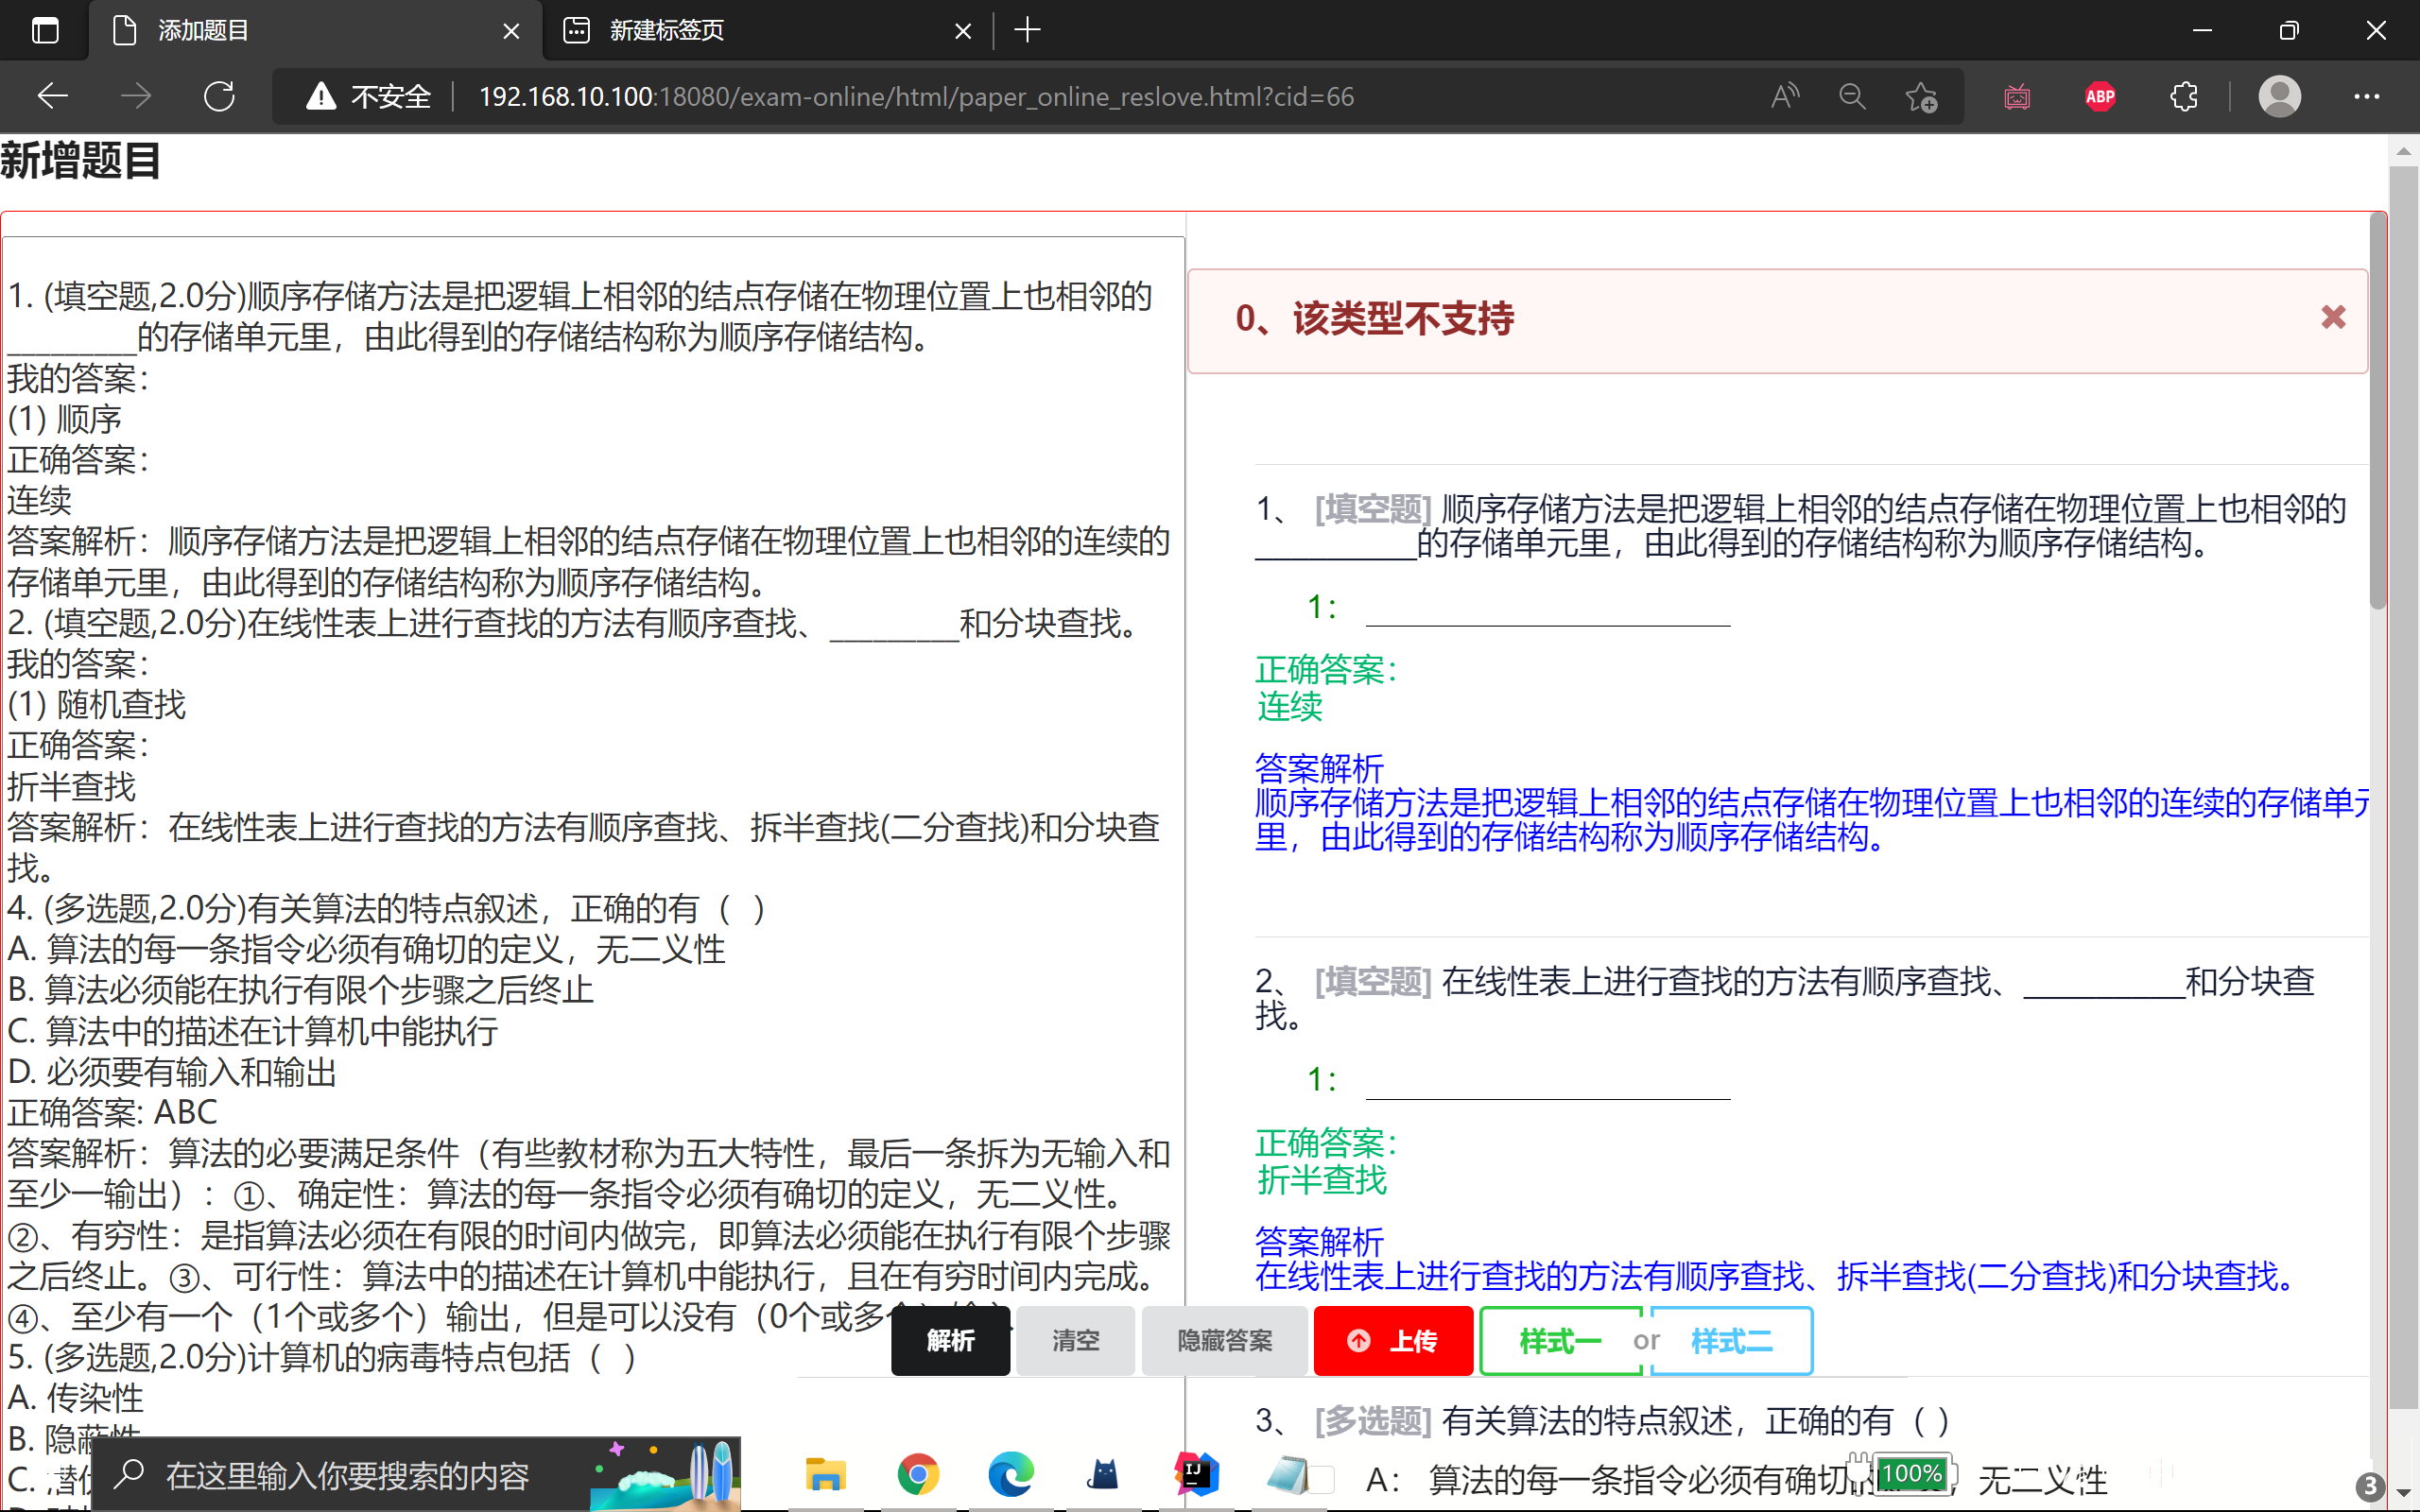 添加题目
新建标签页
不安全
192.168.10.100:18080/exam-online/html/paper_online_reslove.html?cid=66
ABP
新增题目
1. (填空题,2.0分)顺序存储方法是把逻辑上相邻的结点存储在物理位置上也相邻的
_________的存储单元里，由此得到的存储结构称为顺序存储结构。
我的答案：
(1) 顺序
正确答案：
连续
答案解析：顺序存储方法是把逻辑上相邻的结点存储在物理位置上也相邻的连续的
存储单元里，由此得到的存储结构称为顺序存储结构。
2. (填空题,2.0分)在线性表上进行查找的方法有顺序查找、_________和分块查找。
我的答案：
(1) 随机查找
正确答案：
折半查找
答案解析：在线性表上进行查找的方法有顺序查找、拆半查找(二分查找)和分块查
找。
4. (多选题,2.0分)有关算法的特点叙述，正确的有（ ）
A. 算法的每一条指令必须有确切的定义，无二义性
B. 算法必须能在执行有限个步骤之后终止
C. 算法中的描述在计算机中能执行
D. 必须要有输入和输出
正确答案: ABC
答案解析：算法的必要满足条件（有些教材称为五大特性，最后一条拆为无输入和
至少一输出）：①、确定性：算法的每一条指令必须有确切的定义，无二义性。
②、有穷性：是指算法必须在有限的时间内做完，即算法必须能在执行有限个步骤
之后终止。③、可行性：算法中的描述在计算机中能执行，且在有穷时间内完成。
④、至少有一个（1个或多个）输出，但是可以没有（0个或多
5. (多选题,2.0分)计算机的病毒特点包括（ ）
A. 传染性
B. 隐蔽性
C. 潜
0、该类型不支持
1、 [填空题] 顺序存储方法是把逻辑上相邻的结点存储在物理位置上也相邻的
_________的存储单元里，由此得到的存储结构称为顺序存储结构。
1：
正确答案：
连续
答案解析
顺序存储方法是把逻辑上相邻的结点存储在物理位置上也相邻的连续的存储单元
里，由此得到的存储结构称为顺序存储结构。
2、 [填空题] 在线性表上进行查找的方法有顺序查找、_________和分块查
找。
1：
正确答案：
折半查找
答案解析
在线性表上进行查找的方法有顺序查找、拆半查找(二分查找)和分块查找。
解析 清空 隐藏答案 上传 样式一 or 样式二
3、 [多选题] 有关算法的特点叙述，正确的有（ ）
A： 算法的每一条指令必须有确切 无二义性
在这里输入你要搜索的内容
IJ
100%
3